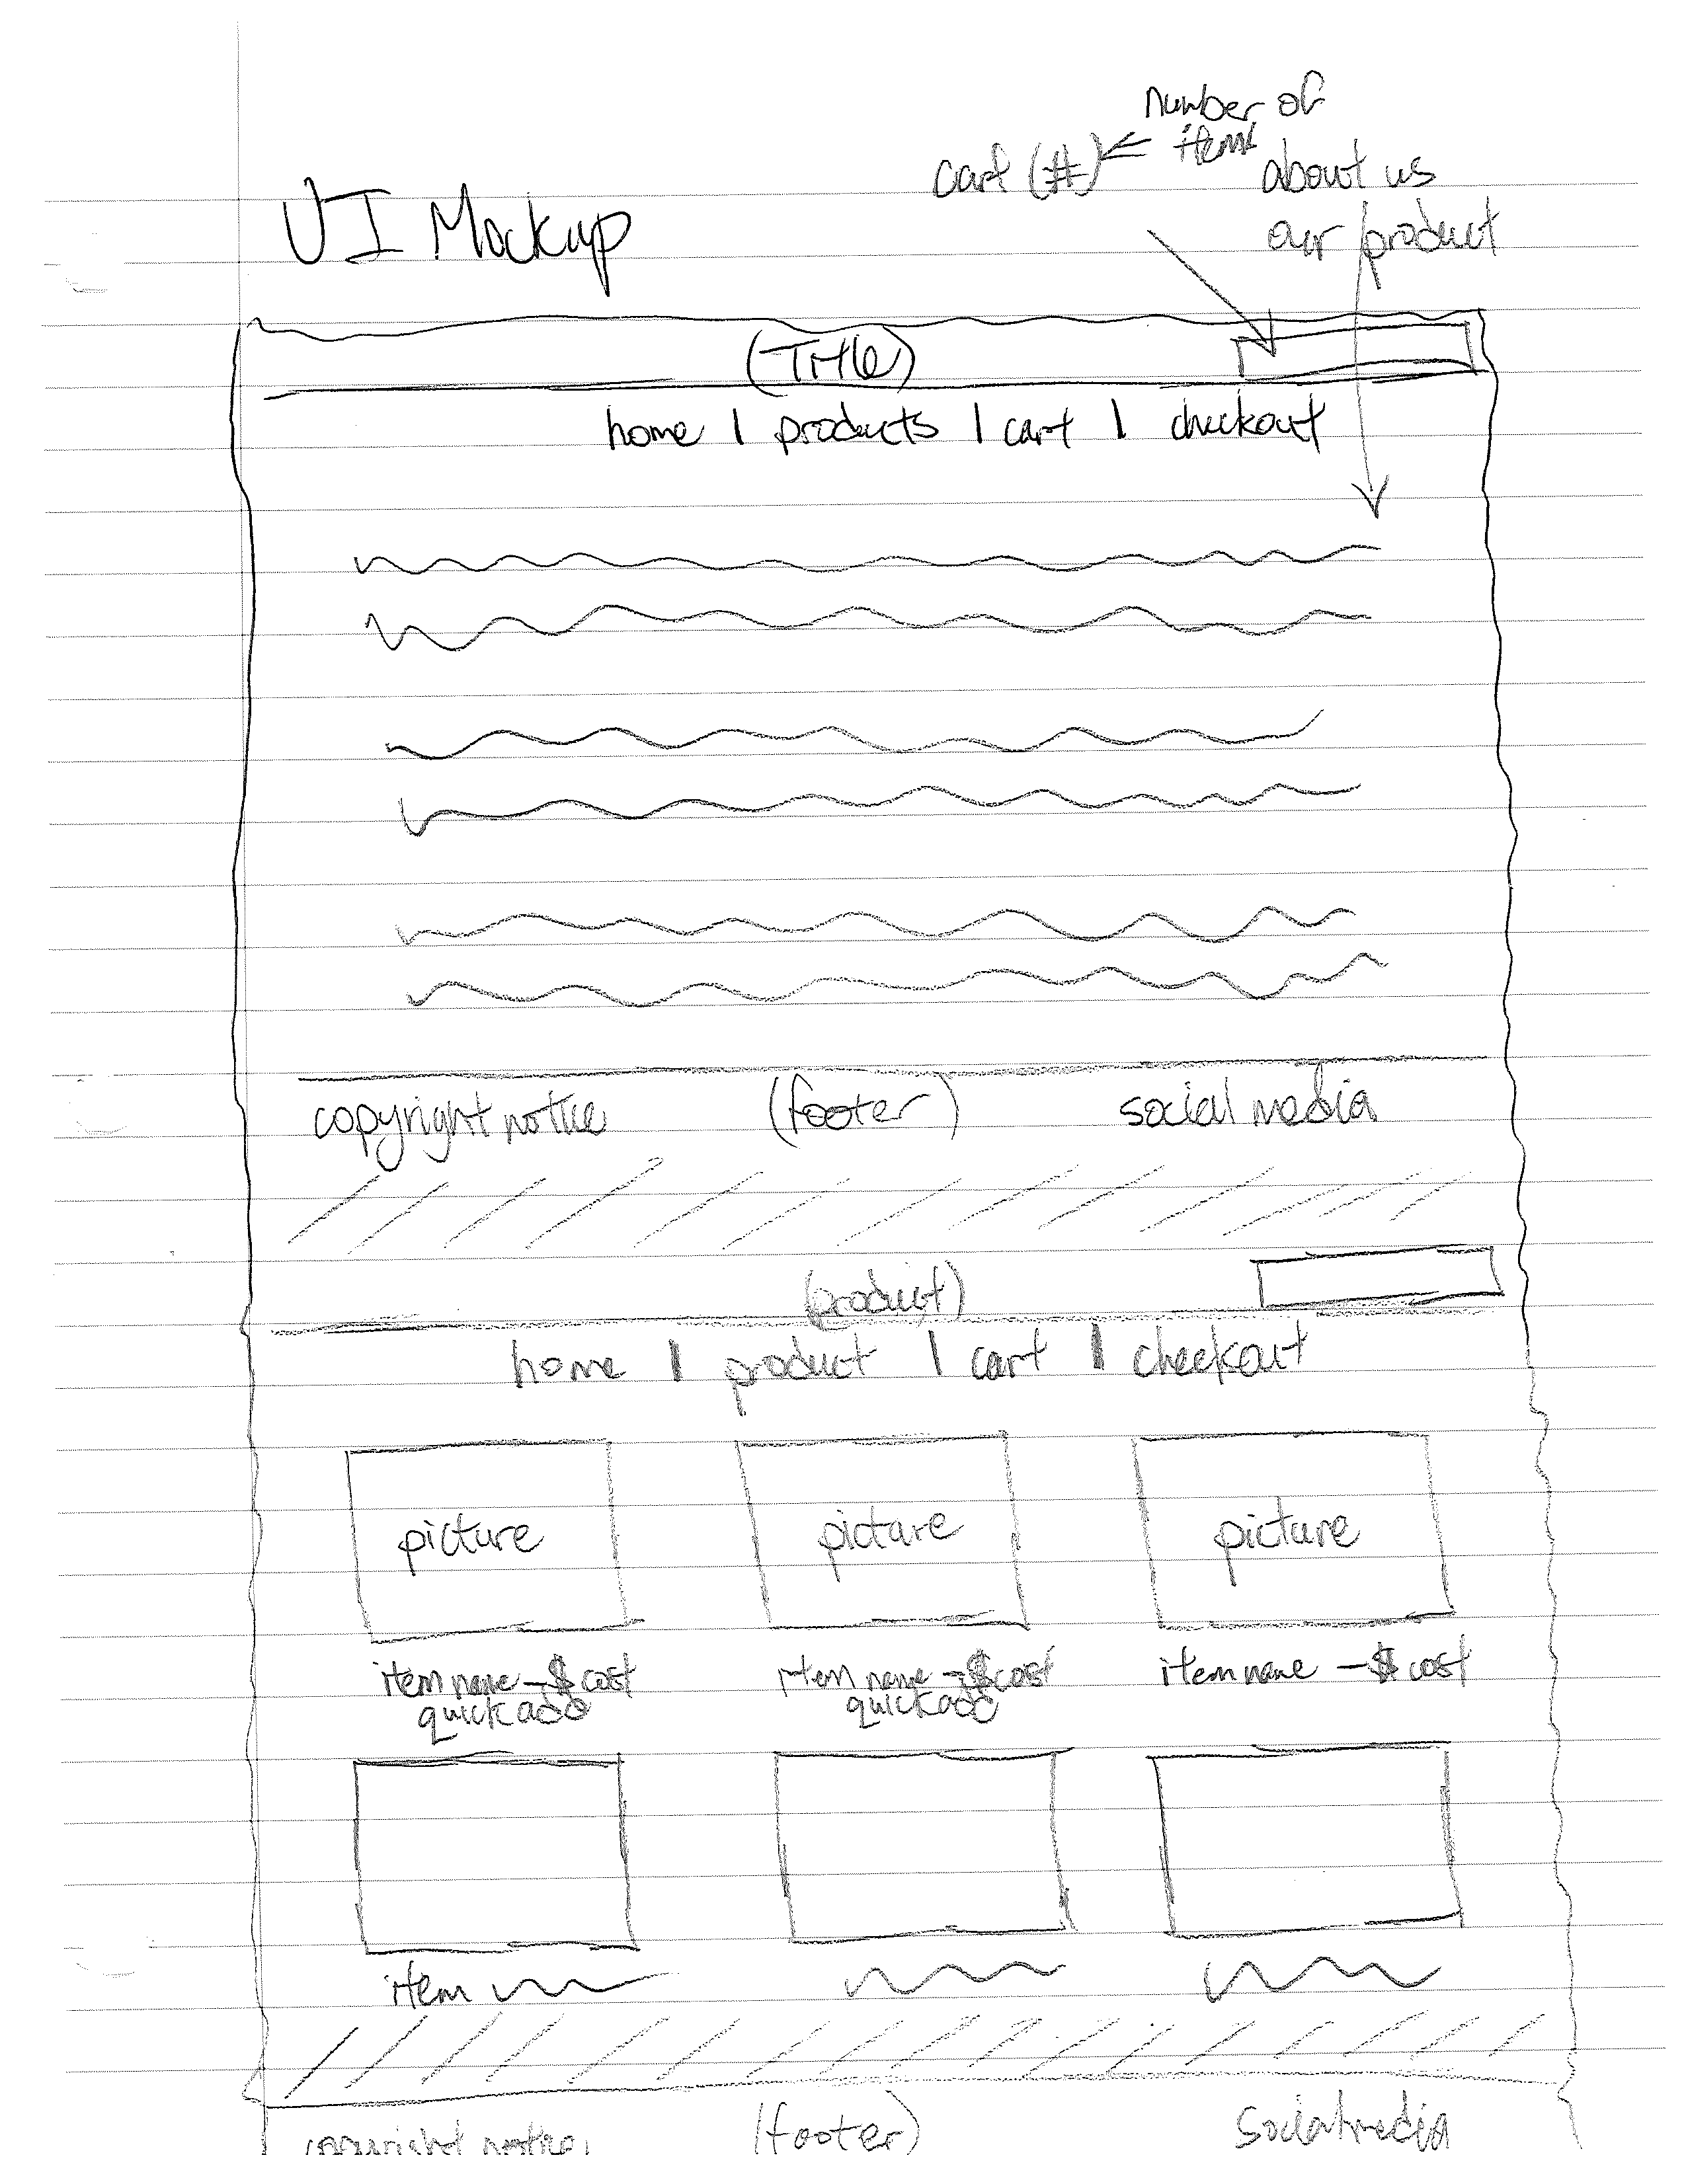 number of
cart (#) ← items
about us
our product
UI Mockup
(Title)
home | products | cart | checkout
copyright notice (footer) social media
(product)
home | product | cart | checkout
picture picture picture
item name - $ cost item name - $ cost item name - $ cost
quick add quick add
item
copyright notice (footer) social media